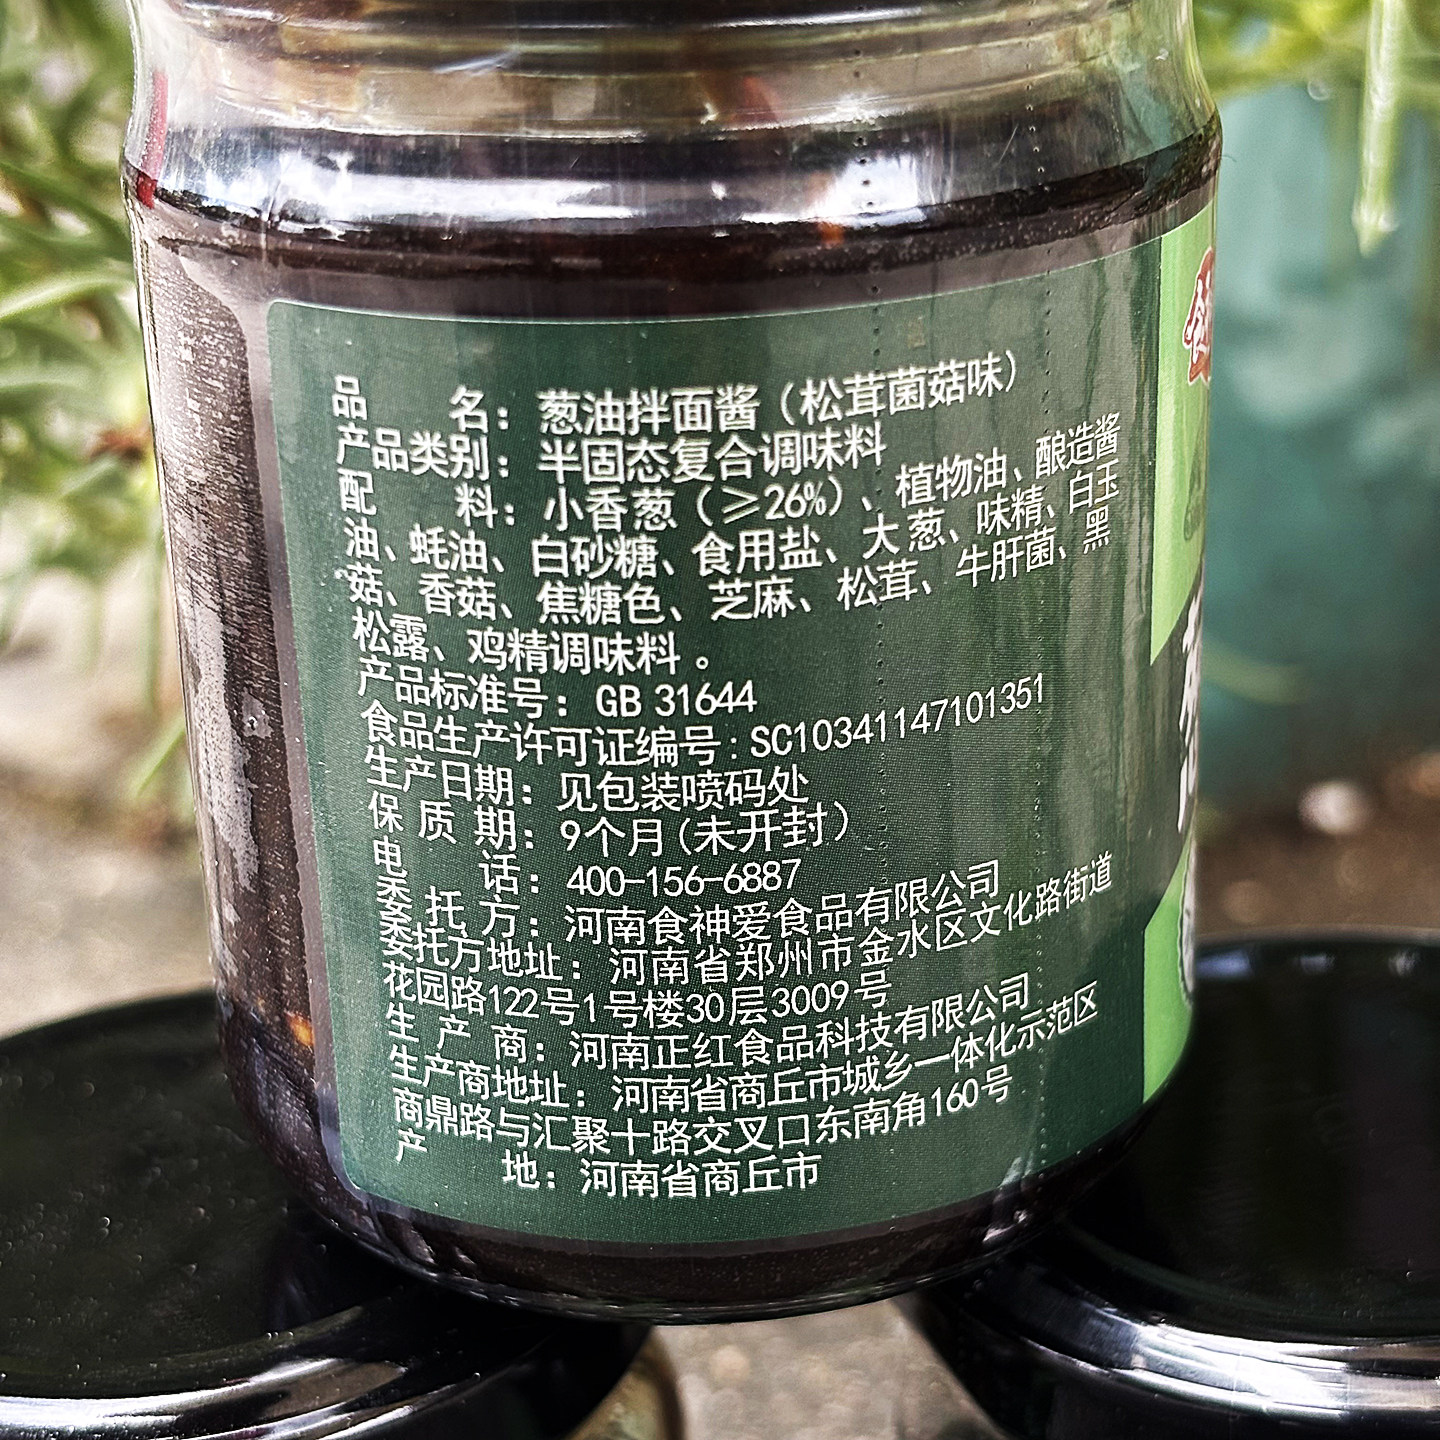 品名：葱油拌面酱（松茸菌菇味）
产品类别：半固态复合调味料
配料：小香葱（≥26%）、植物油、酿造酱
油、蚝油、白砂糖、食用盐、大葱、味精、白玉
菇、香菇、焦糖色、芝麻、松茸、牛肝菌、黑
松露、鸡精调味料。
产品标准号：GB 31644
食品生产许可证编号：SC10341147101351
生产日期：见包装喷码处
保质期：9个月（未开封）
电话：400-156-6887
委托方：河南食神爱食品有限公司
委托方地址：河南省郑州市金水区文化路街道
花园路122号1号楼30层3009号
生产商：河南正红食品科技有限公司
生产商地址：河南省商丘市城乡一体化示范区
商鼎路与汇聚十路交叉口东南角160号
产地：河南省商丘市